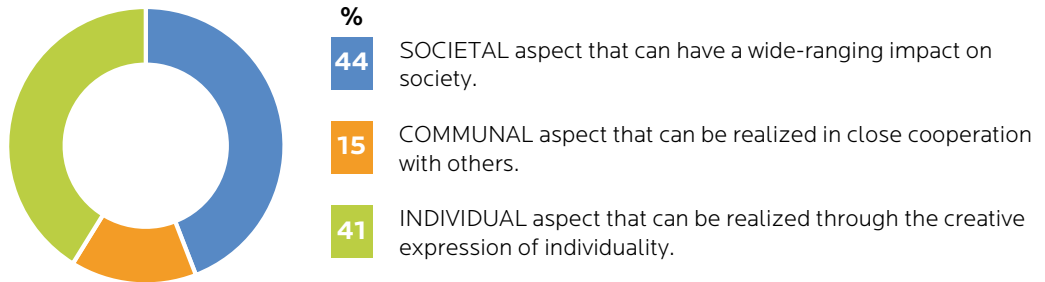 %
44
SOCIETAL aspect that can have a wide-ranging impact on
society.
15
COMMUNAL aspect that can be realized in close cooperation
with others.
41
INDIVIDUAL aspect that can be realized through the creative
expression of individuality.